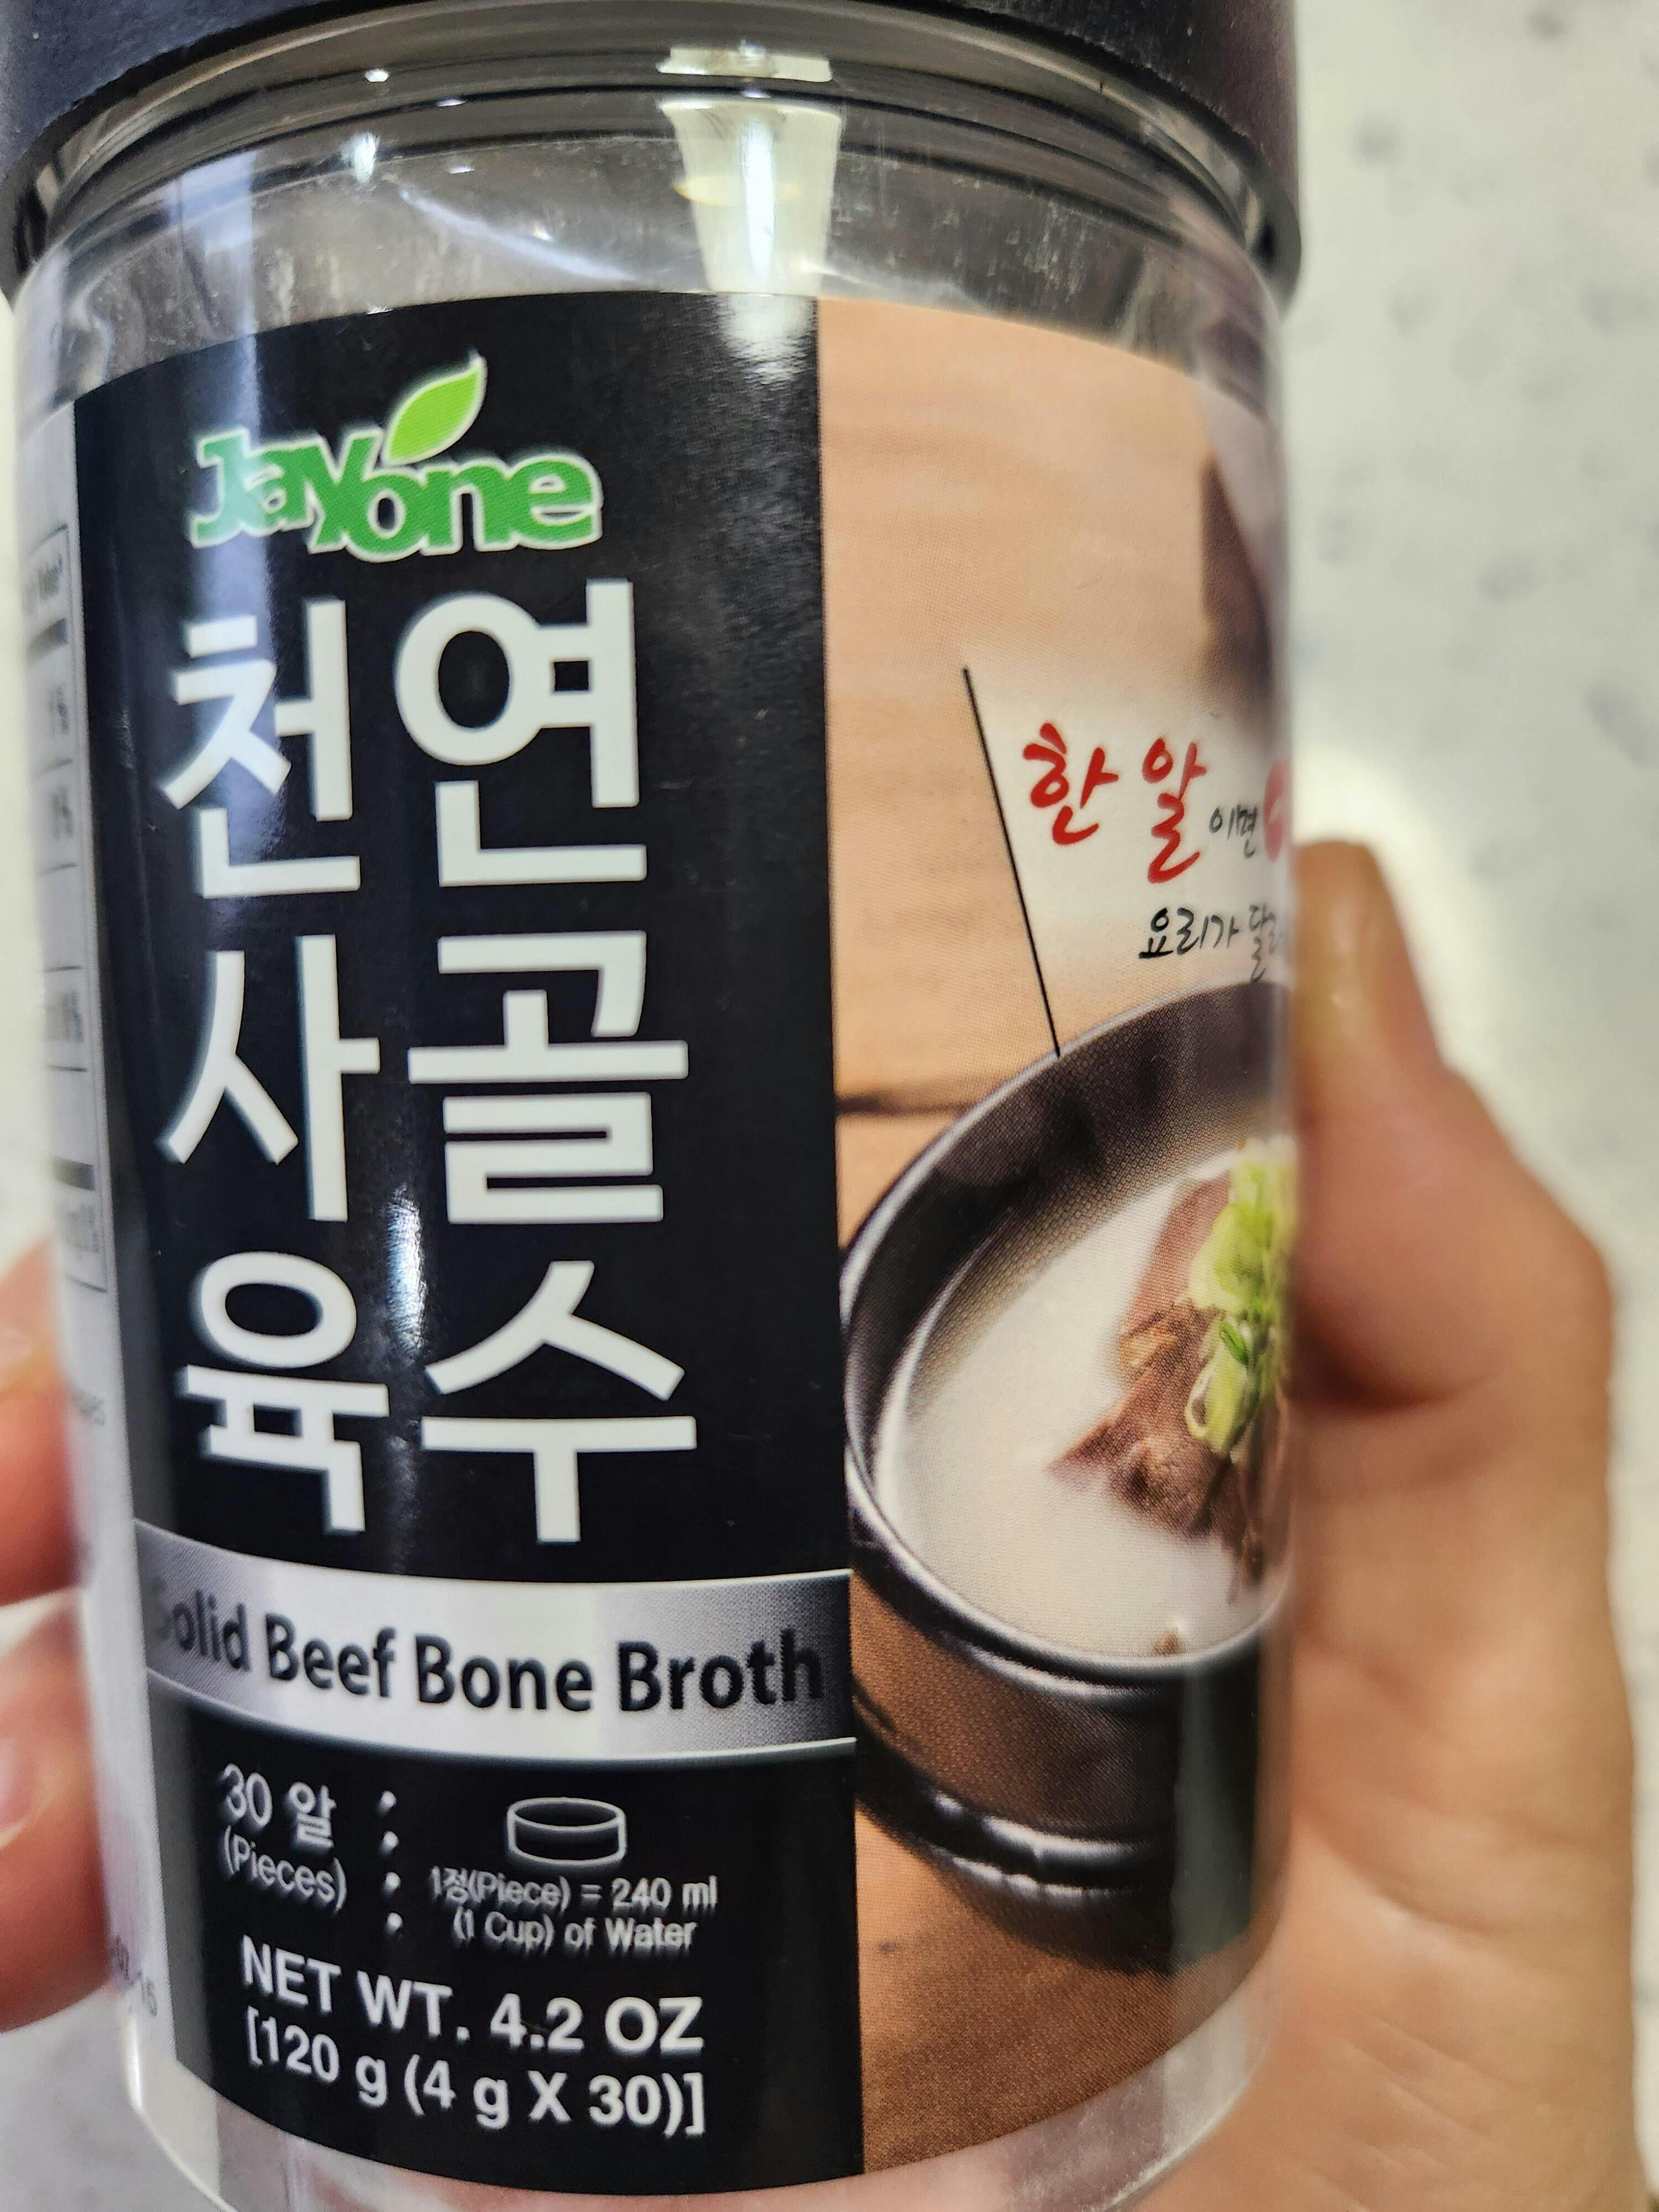 Jayone
천연
사골
육수
Solid Beef Bone Broth
30 알
(Pieces)
1정(Piece) = 240 ml
(1 Cup) of Water
NET WT. 4.2 OZ
[120 g (4 g X 30)]
한 알 이면
요리가